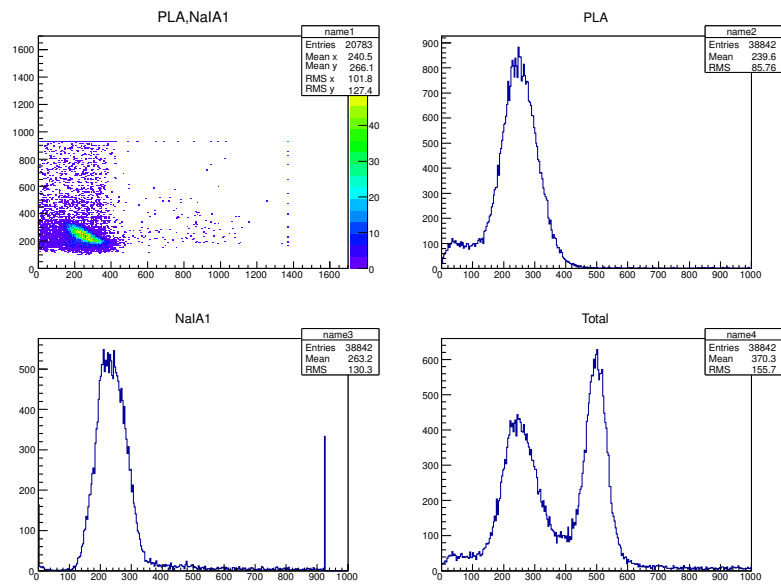 PLA,NaIA1
name1
Entries 20783
Mean x 240.5
Mean y 266.1
RMS x 101.8
RMS y 127.4
1600
1400
1200
1000
800
600
400
200
0
0 200 400 600 800 1000 1200 1400 1600
40
30
20
10
0
PLA
name2
Entries 38842
Mean 239.6
RMS 85.76
900
800
700
600
500
400
300
200
100
0
0 100 200 300 400 500 600 700 800 900 1000
NaIA1
name3
Entries 38842
Mean 263.2
RMS 130.3
500
400
300
200
100
0
0 100 200 300 400 500 600 700 800 900 1000
Total
name4
Entries 38842
Mean 370.3
RMS 155.7
600
500
400
300
200
100
0
0 100 200 300 400 500 600 700 800 900 1000